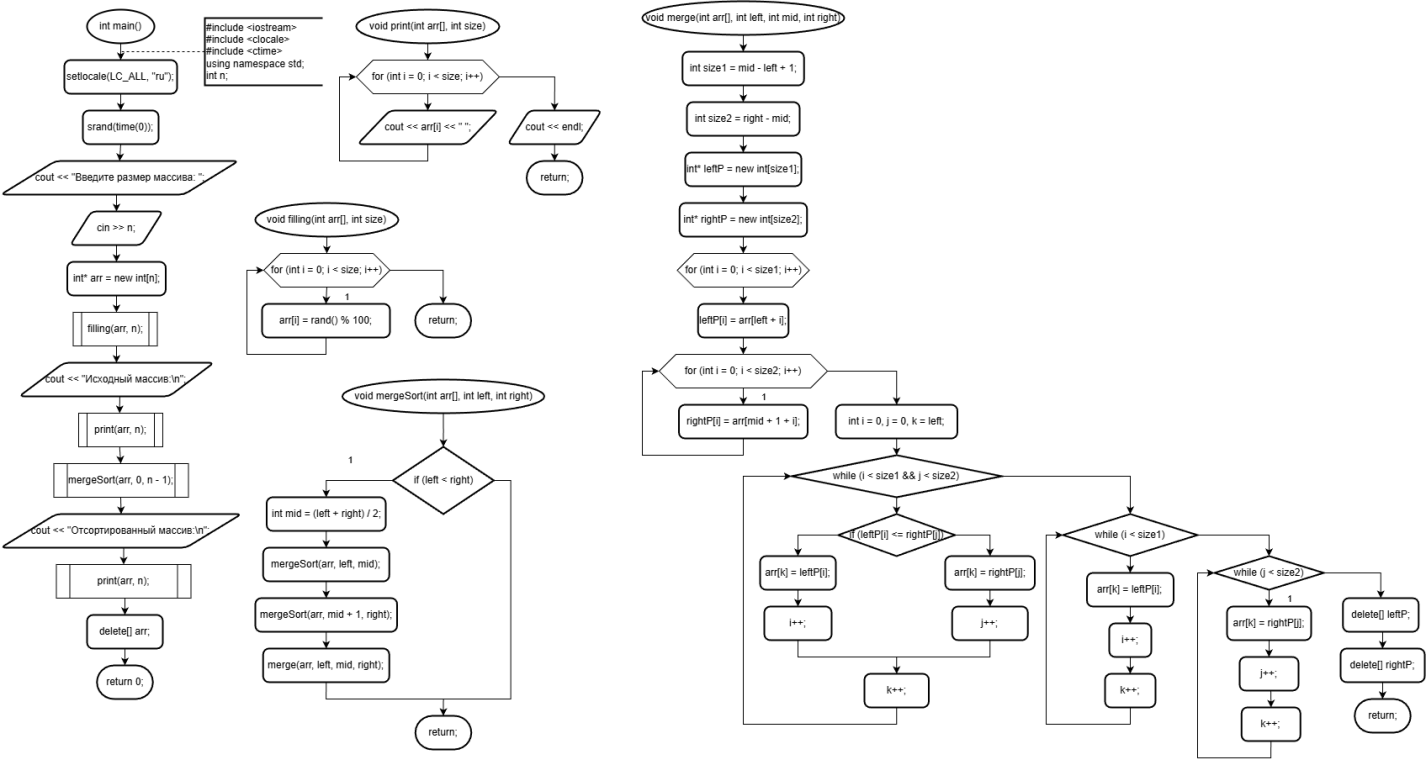 int main()
#include <iostream>
#include <clocale>
#include <ctime>
using namespace std;
int n;
setlocale(LC_ALL, "ru");
srand(time(0));
cout << "Введите размер массива: ";
cin >> n;
int* arr = new int[n];
filling(arr, n);
cout << "Исходный массив:\n";
print(arr, n);
mergeSort(arr, 0, n - 1);
cout << "Отсортированный массив:\n"
print(arr, n);
delete[] arr;
return 0;
void print(int arr[], int size)
for (int i = 0; i < size; i++)
cout << arr[i] << " ";
cout << endl;
return;
void filling(int arr[], int size)
for (int i = 0; i < size; i++)
1
arr[i] = rand() % 100;
return;
void mergeSort(int arr[], int left, int right)
1
if (left < right)
int mid = (left + right) / 2;
mergeSort(arr, left, mid);
mergeSort(arr, mid + 1, right);
merge(arr, left, mid, right);
return;
void merge(int arr[], int left, int mid, int right)
int size1 = mid - left + 1;
int size2 = right - mid;
int* leftP = new int[size1];
int* rightP = new int[size2];
for (int i = 0; i < size1; i++)
leftP[i] = arr[left + i];
for (int i = 0; i < size2; i++)
1
rightP[i] = arr[mid + 1 + i];
int i = 0, j = 0, k = left;
while (i < size1 && j < size2)
if (leftP[i] <= rightP[j])
arr[k] = leftP[i];
i++;
arr[k] = rightP[j];
j++;
k++;
while (i < size1)
arr[k] = leftP[i];
i++;
k++;
while (j < size2)
1
arr[k] = rightP[j];
j++;
k++;
delete[] leftP;
delete[] rightP;
return;